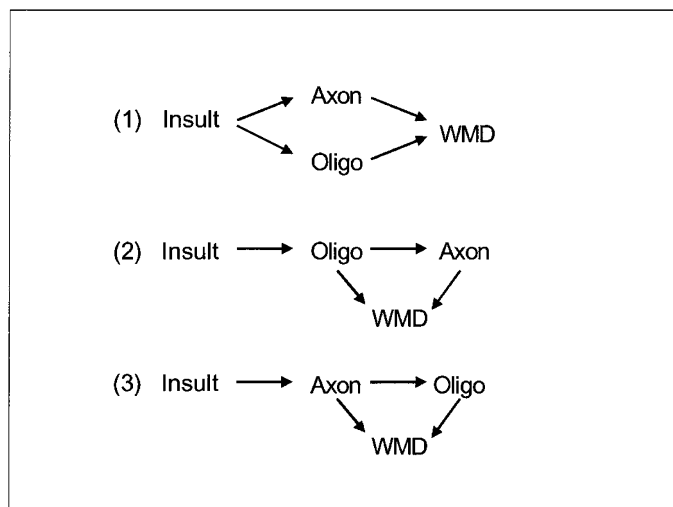 Axon
(1) Insult
WMD
Oligo
(2) Insult Oligo Axon
WMD
(3) Insult Axon Oligo
WMD